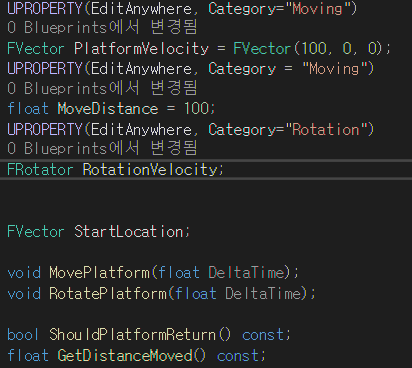 UPROPERTY(EditAnywhere, Category="Moving")
0 Blueprints에서 변경됨
FVector PlatformVelocity = FVector(100, 0, 0);
UPROPERTY(EditAnywhere, Category = "Moving")
0 Blueprints에서 변경됨
float MoveDistance = 100;
UPROPERTY(EditAnywhere, Category="Rotation")
0 Blueprints에서 변경됨
FRotator RotationVelocity;
FVector StartLocation;
void MovePlatform(float DeltaTime);
void RotatePlatform(float DeltaTime);
bool ShouldPlatformReturn() const;
float GetDistanceMoved() const;